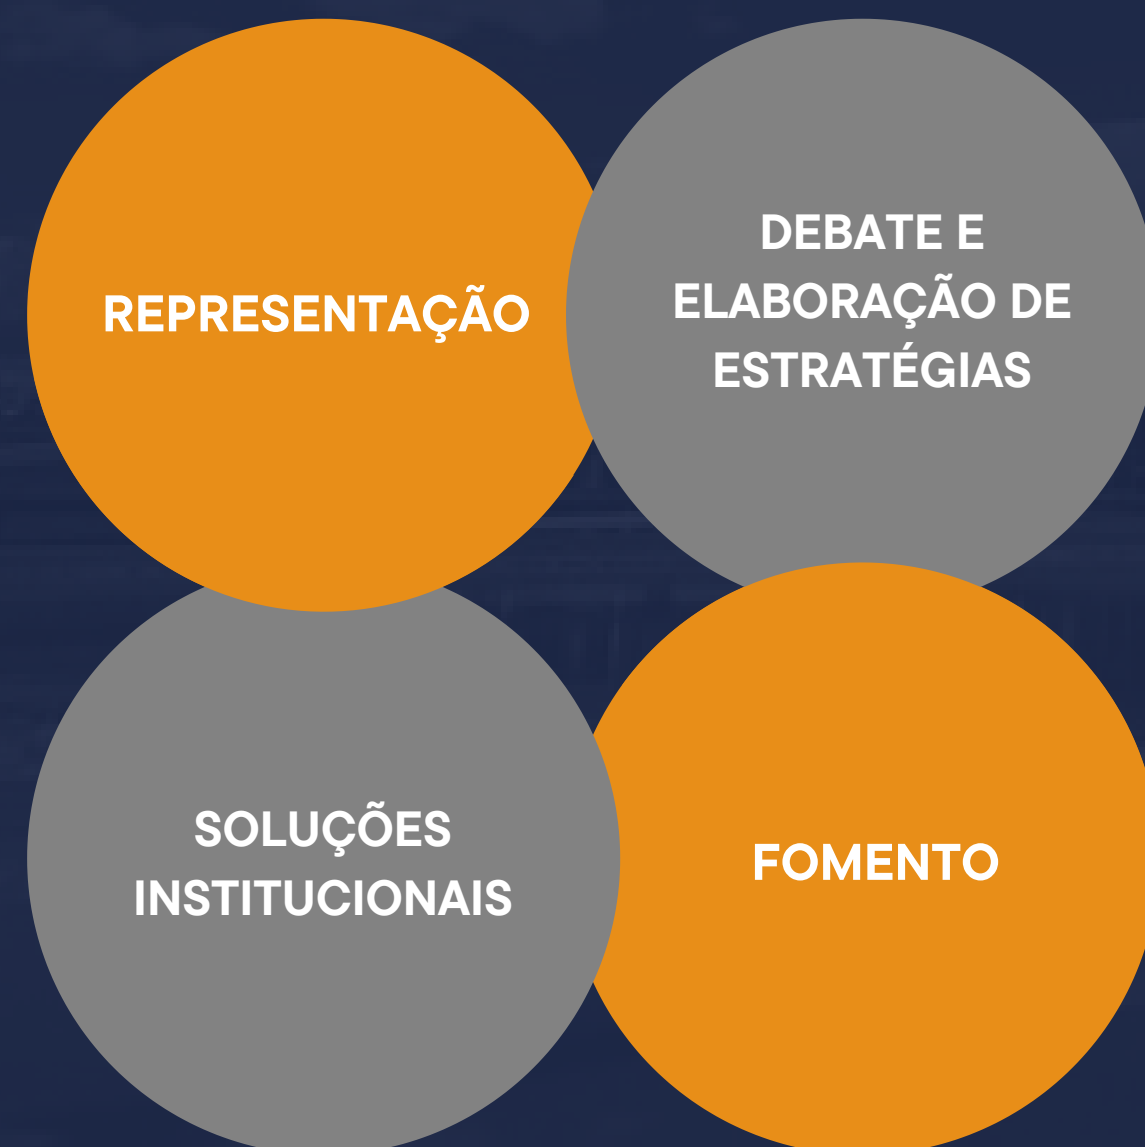 REPRESENTAÇÃO
DEBATE E
ELABORAÇÃO DE
ESTRATÉGIAS
SOLUÇÕES
INSTITUCIONAIS
FOMENTO